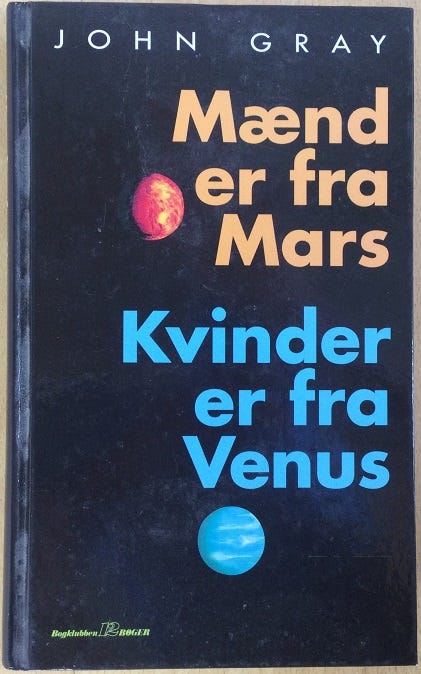 JOHN GRAY
Mænd
er fra
Mars
Kvinder
er fra
Venus
Bogklubben 12 BØGER